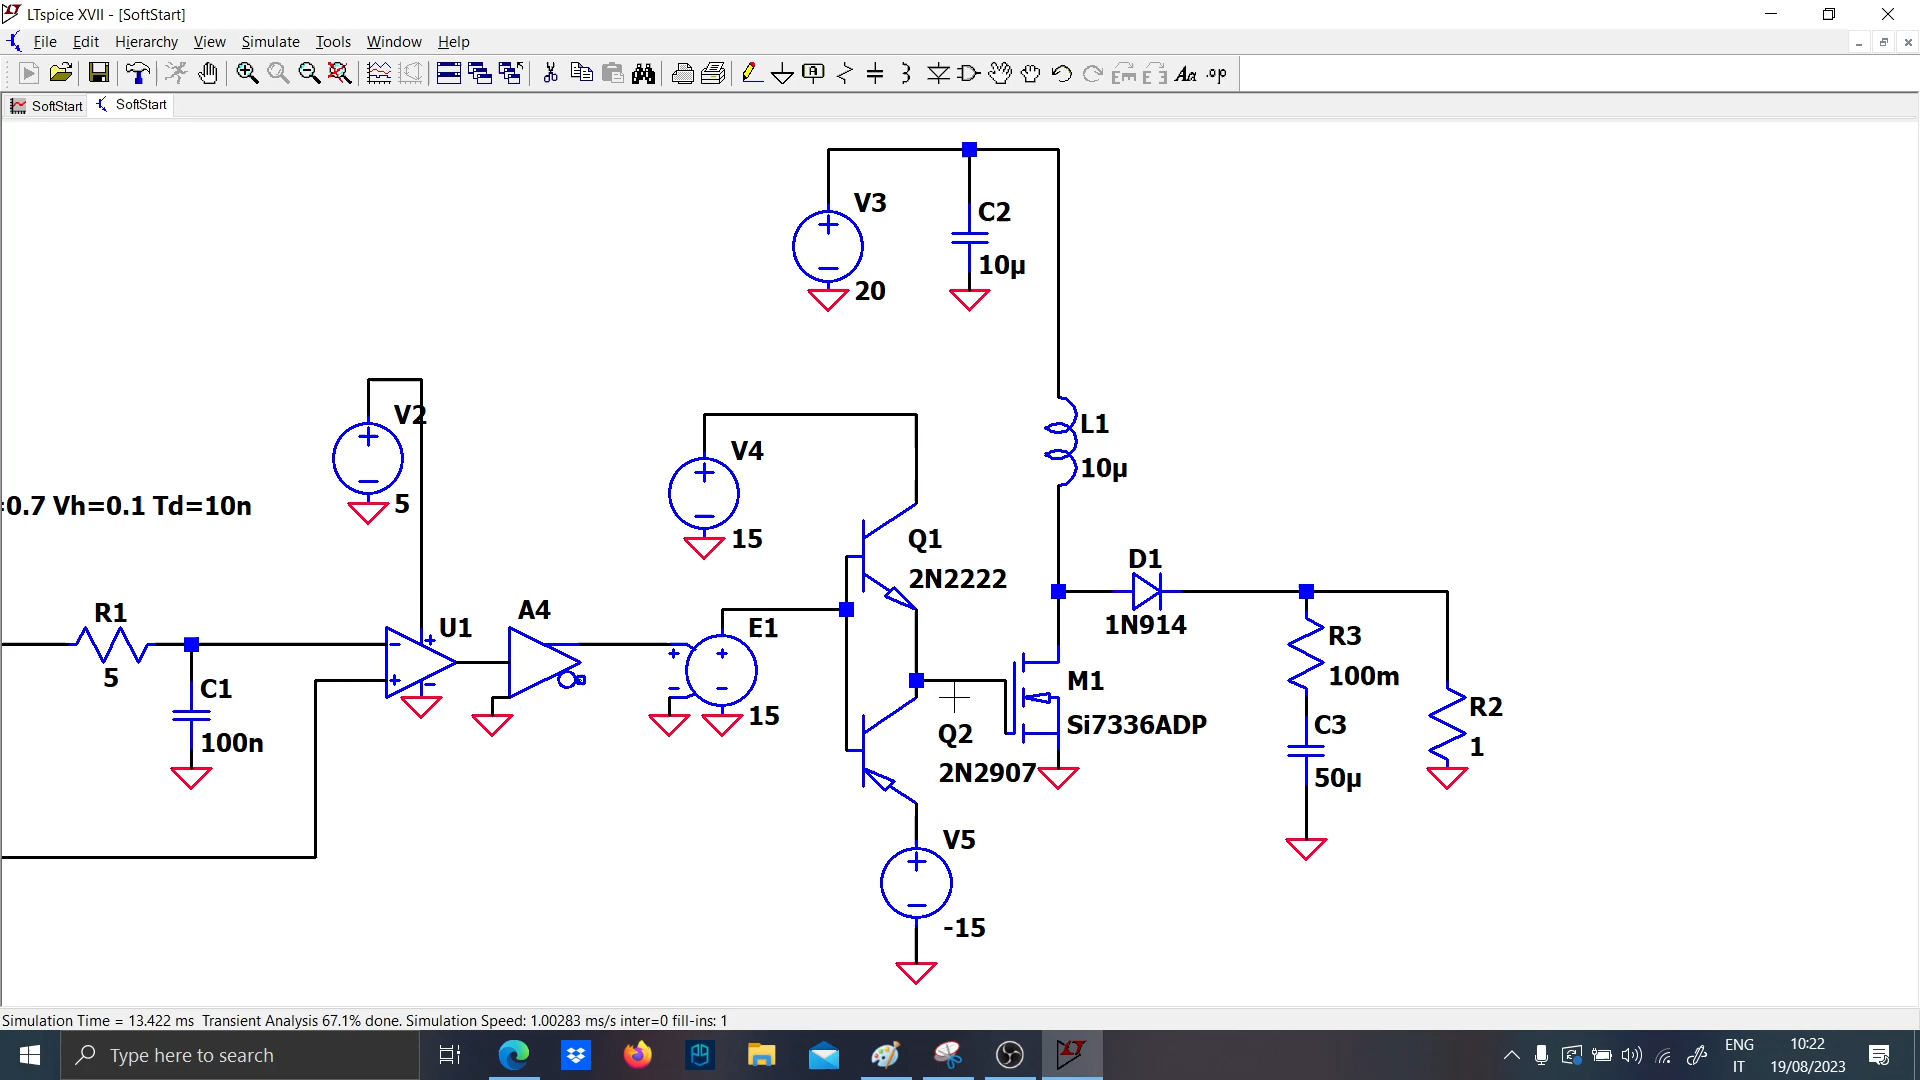 LTspice XVII - [SoftStart]
File Edit Hierarchy View Simulate Tools Window Help
SoftStart SoftStart
V3
C2
10µ
20
V2
5
=0.7 Vh=0.1 Td=10n
V4
15
L1
10µ
Q1
2N2222
D1
1N914
R1
5
C1
100n
U1
A4
E1
15
M1
Si7336ADP
Q2
2N2907
R3
100m
C3
50µ
R2
1
V5
-15
Simulation Time = 13.422 ms Transient Analysis 67.1% done. Simulation Speed: 1.00283 ms/s inter=0 fill-ins: 1
Type here to search
ENG
IT
10:22
19/08/2023